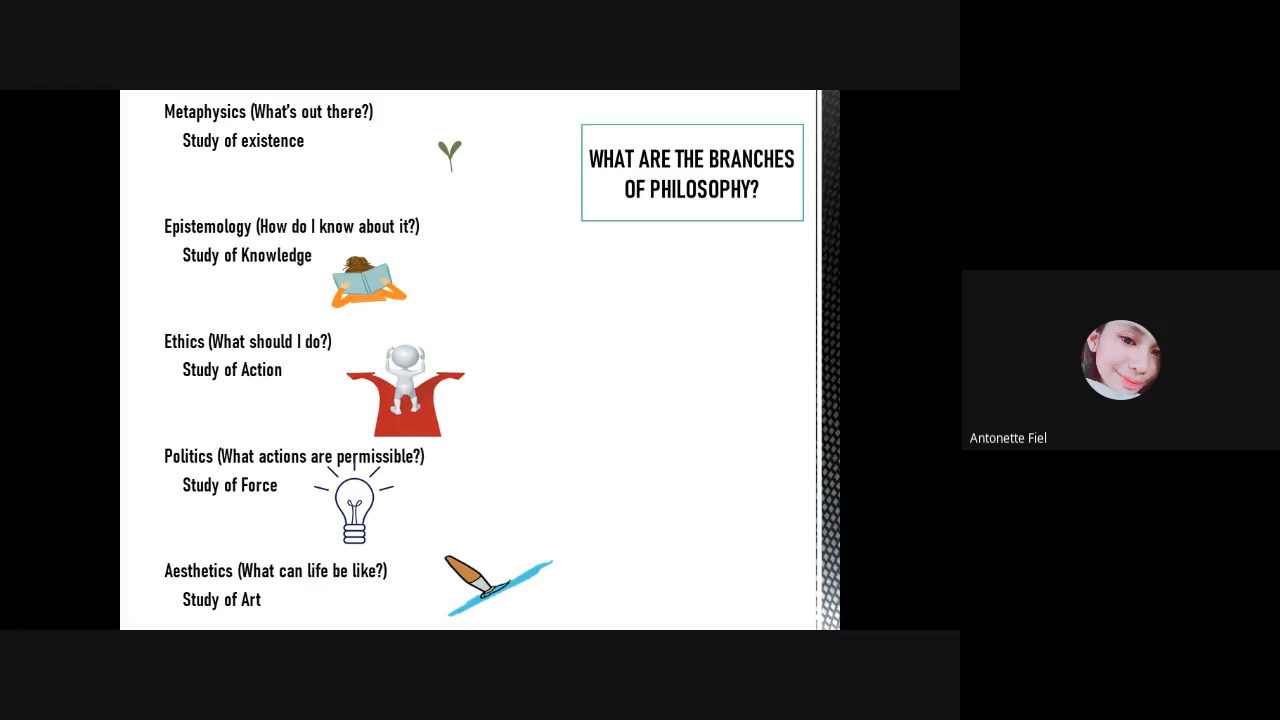 Metaphysics (What's out there?)
Study of existence
WHAT ARE THE BRANCHES
OF PHILOSOPHY?
Epistemology (How do I know about it?)
Study of Knowledge
Ethics (What should I do?)
Study of Action
Politics (What actions are permissible?)
Study of Force
Aesthetics (What can life be like?)
Study of Art
Antonette Fiel